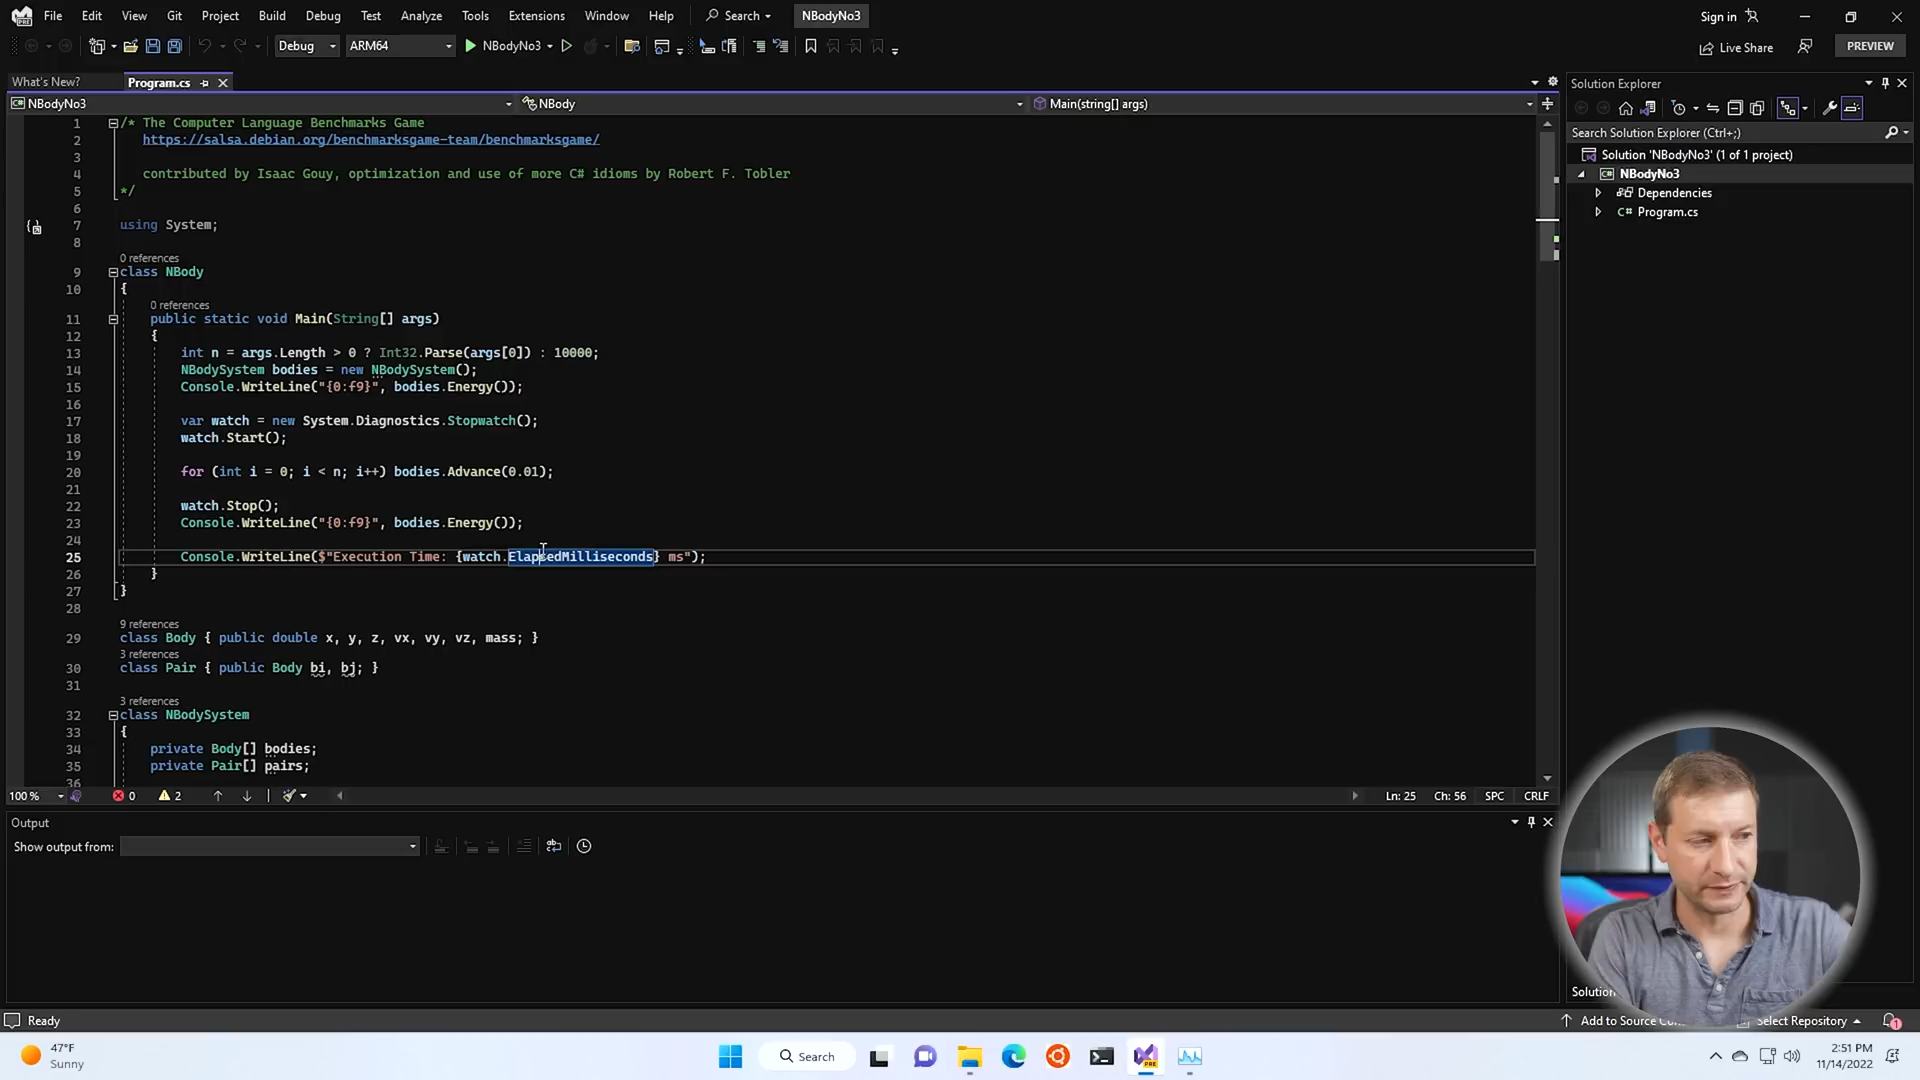 File Edit View Git Project Build Debug Test Analyze Tools Extensions Window Help Search NBodyNo3 Sign in
Debug ARM64 NBodyNo3 Live Share PREVIEW
What's New? Program.cs
NBodyNo3 NBody Main(string[] args)
1 /* The Computer Language Benchmarks Game
2 https://salsa.debian.org/benchmarksgame-team/benchmarksgame/
3
4 contributed by Isaac Gouy, optimization and use of more C# idioms by Robert F. Tobler
5 */
6
7 using System;
8
0 references
9 class NBody
10 {
0 references
11 public static void Main(String[] args)
12 {
13 int n = args.Length > 0 ? Int32.Parse(args[0]) : 10000;
14 NBodySystem bodies = new NBodySystem();
15 Console.WriteLine("{0:f9}", bodies.Energy());
16
17 var watch = new System.Diagnostics.Stopwatch();
18 watch.Start();
19
20 for (int i = 0; i < n; i++) bodies.Advance(0.01);
21
22 watch.Stop();
23 Console.WriteLine("{0:f9}", bodies.Energy());
24
25 Console.WriteLine($"Execution Time: {watch.ElapsedMilliseconds} ms");
26 }
27 }
28
9 references
29 class Body { public double x, y, z, vx, vy, vz, mass; }
3 references
30 class Pair { public Body bi, bj; }
31
3 references
32 class NBodySystem
33 {
34 private Body[] bodies;
35 private Pair[] pairs;
36
100 % 0 2 Ln: 25 Ch: 56 SPC CRLF
Output
Show output from:
Solution Explorer
Search Solution Explorer (Ctrl+;)
Solution 'NBodyNo3' (1 of 1 project)
NBodyNo3
Dependencies
C# Program.cs
Ready Select Repository 1
47°F
Sunny
Search
2:51 PM
11/14/2022